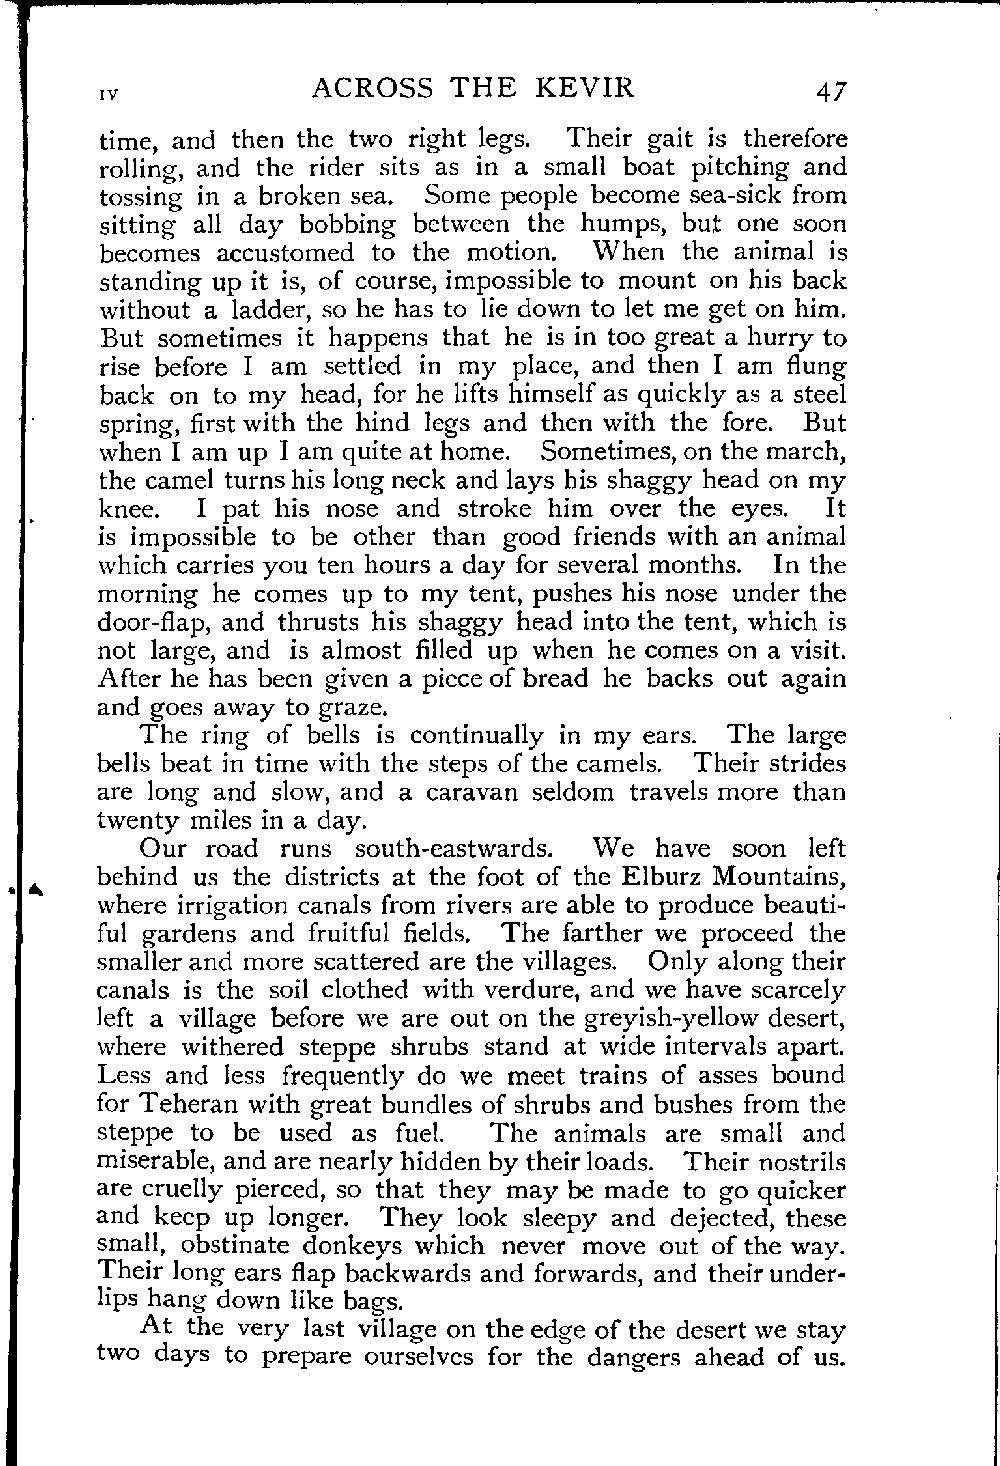 IV ACROSS THE KEVIR 47
time, and then the two right legs. Their gait is therefore
rolling, and the rider sits as in a small boat pitching and
tossing in a broken sea. Some people become sea-sick from
sitting all day bobbing between the humps, but one soon
becomes accustomed to the motion. When the animal is
standing up it is, of course, impossible to mount on his back
without a ladder, so he has to lie down to let me get on him.
But sometimes it happens that he is in too great a hurry to
rise before I am settled in my place, and then I am flung
back on to my head, for he lifts himself as quickly as a steel
spring, first with the hind legs and then with the fore. But
when I am up I am quite at home. Sometimes, on the march,
the camel turns his long neck and lays his shaggy head on my
knee. I pat his nose and stroke him over the eyes. It
is impossible to be other than good friends with an animal
which carries you ten hours a day for several months. In the
morning he comes up to my tent, pushes his nose under the
door-flap, and thrusts his shaggy head into the tent, which is
not large, and is almost filled up when he comes on a visit.
After he has been given a piece of bread he backs out again
and goes away to graze.
The ring of bells is continually in my ears. The large
bells beat in time with the steps of the camels. Their strides
are long and slow, and a caravan seldom travels more than
twenty miles in a day.
Our road runs south-eastwards. We have soon left
behind us the districts at the foot of the Elburz Mountains,
where irrigation canals from rivers are able to produce beauti-
ful gardens and fruitful fields. The farther we proceed the
smaller and more scattered are the villages. Only along their
canals is the soil clothed with verdure, and we have scarcely
left a village before we are out on the greyish-yellow desert,
where withered steppe shrubs stand at wide intervals apart.
Less and less frequently do we meet trains of asses bound
for Teheran with great bundles of shrubs and bushes from the
steppe to be used as fuel. The animals are small and
miserable, and are nearly hidden by their loads. Their nostrils
are cruelly pierced, so that they may be made to go quicker
and keep up longer. They look sleepy and dejected, these
small, obstinate donkeys which never move out of the way.
Their long ears flap backwards and forwards, and their under-
lips hang down like bags.
At the very last village on the edge of the desert we stay
two days to prepare ourselves for the dangers ahead of us.